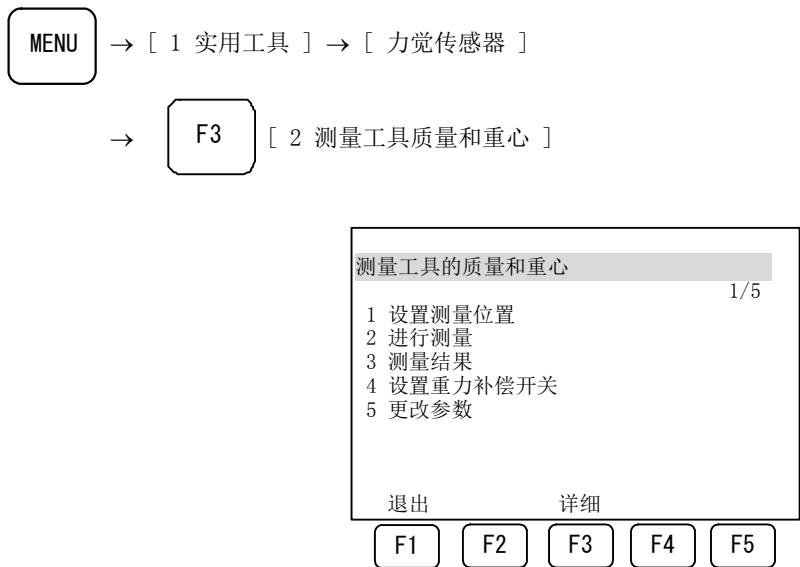 MENU → [ 1 实用工具 ] → [ 力觉传感器 ]
→ F3 [ 2 测量工具质量和重心 ]
测量工具的质量和重心
1/5
1 设置测量位置
2 进行测量
3 测量结果
4 设置重力补偿开关
5 更改参数
退出 详细
F1 F2 F3 F4 F5